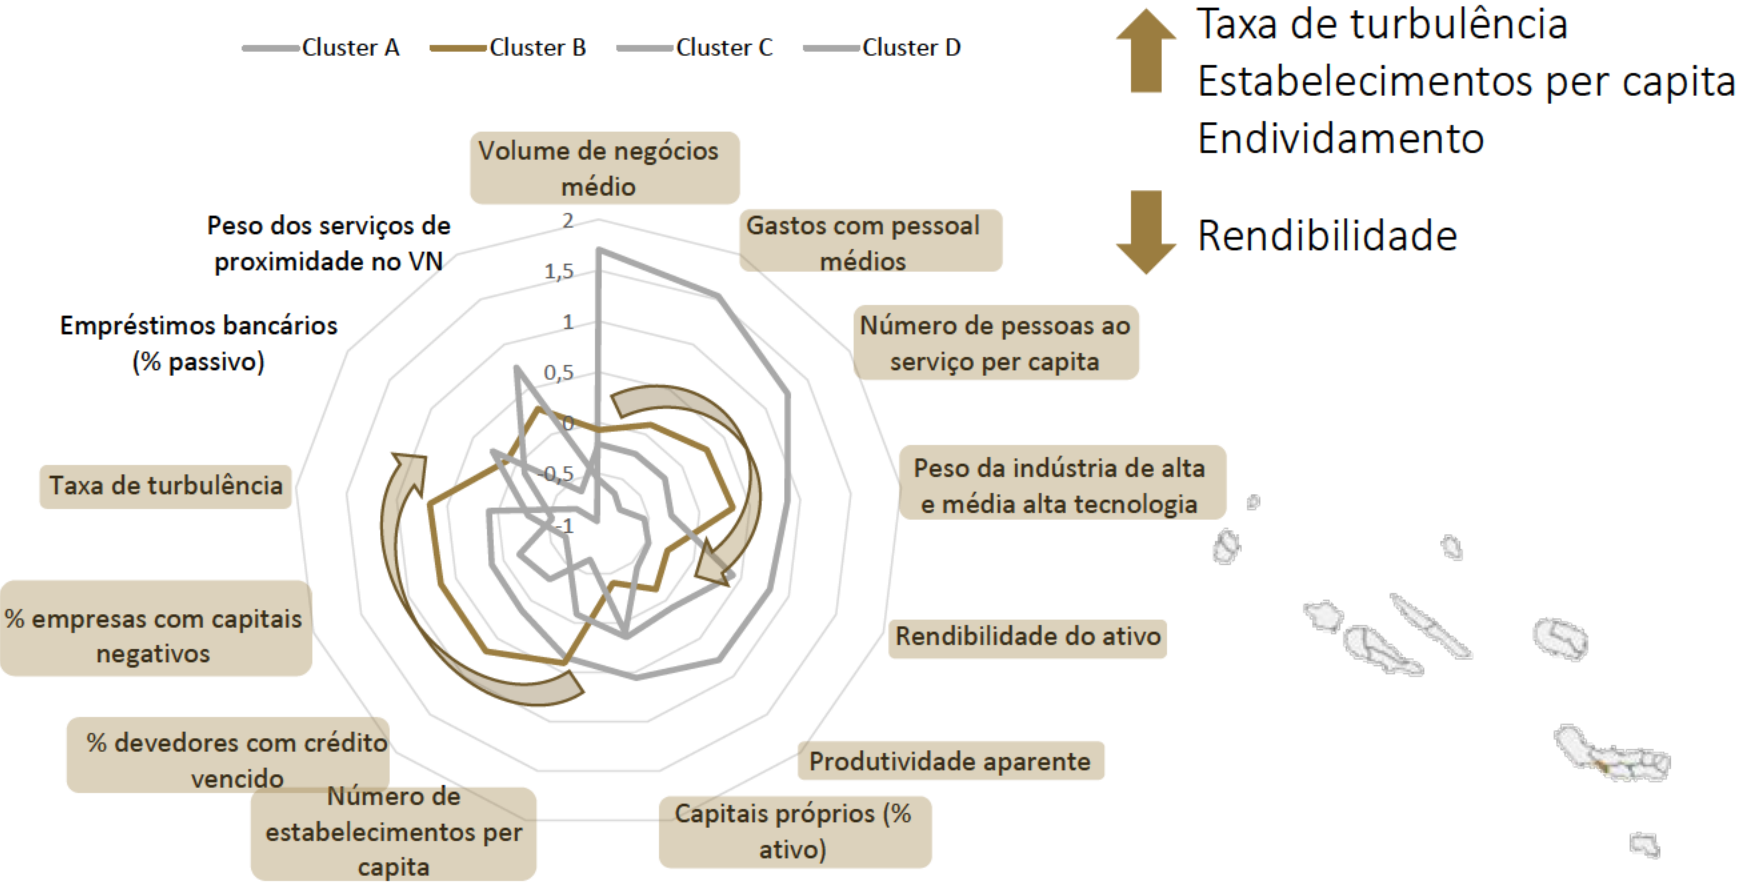 Cluster A
Cluster B
Cluster C
Cluster D
Taxa de turbulência
Estabelecimentos per capita
Endividamento
Rendibilidade
Volume de negócios
médio
Gastos com pessoal
médios
Número de pessoas ao
serviço per capita
Peso da indústria de alta
e média alta tecnologia
Rendibilidade do ativo
Produtividade aparente
Capitais próprios (%
ativo)
Número de
estabelecimentos per
capita
% devedores com crédito
vencido
% empresas com capitais
negativos
Taxa de turbulência
Empréstimos bancários
(% passivo)
Peso dos serviços de
proximidade no VN
2
1,5
1
0,5
0
-0,5
-1